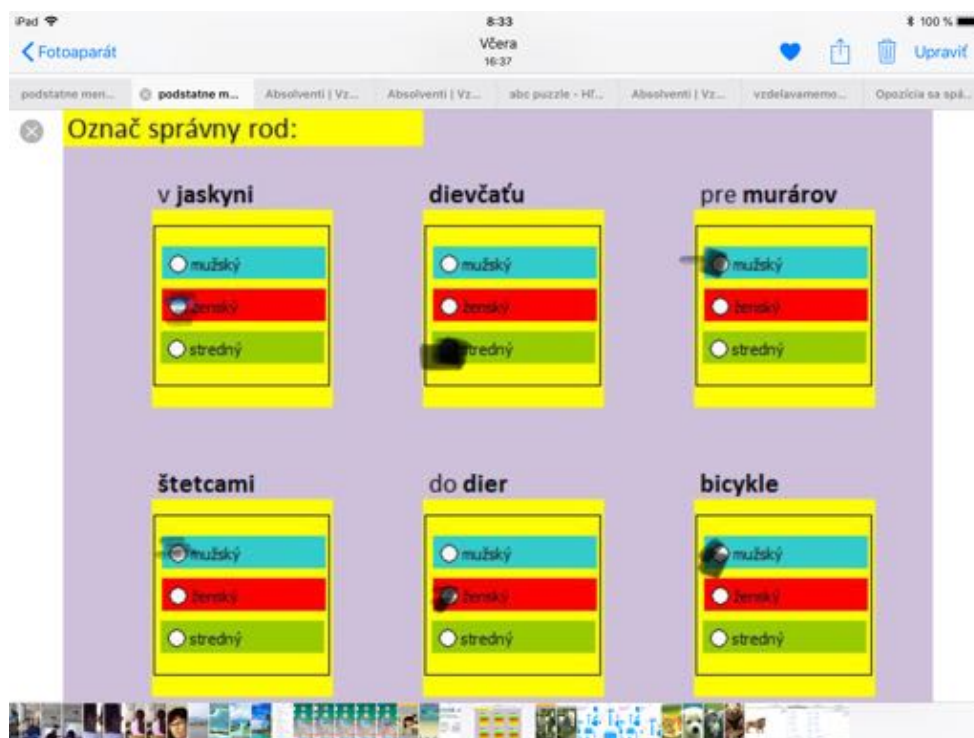 iPad 8:33 100 %
Fotoaparát Včera Upraviť
16:37
podstatne men... podstatne m... Absolventi | Vz... Absolventi | Vz... abc puzzle - Hľ... Absolventi | Vz... vzdelavamemo... Opozícia sa spá...
Označ správny rod:
v jaskyni dievčaťu pre murárov
mužský mužský mužský
ženský ženský ženský
stredný stredný stredný
štetcami do dier bicykle
mužský mužský mužský
ženský ženský ženský
stredný stredný stredný